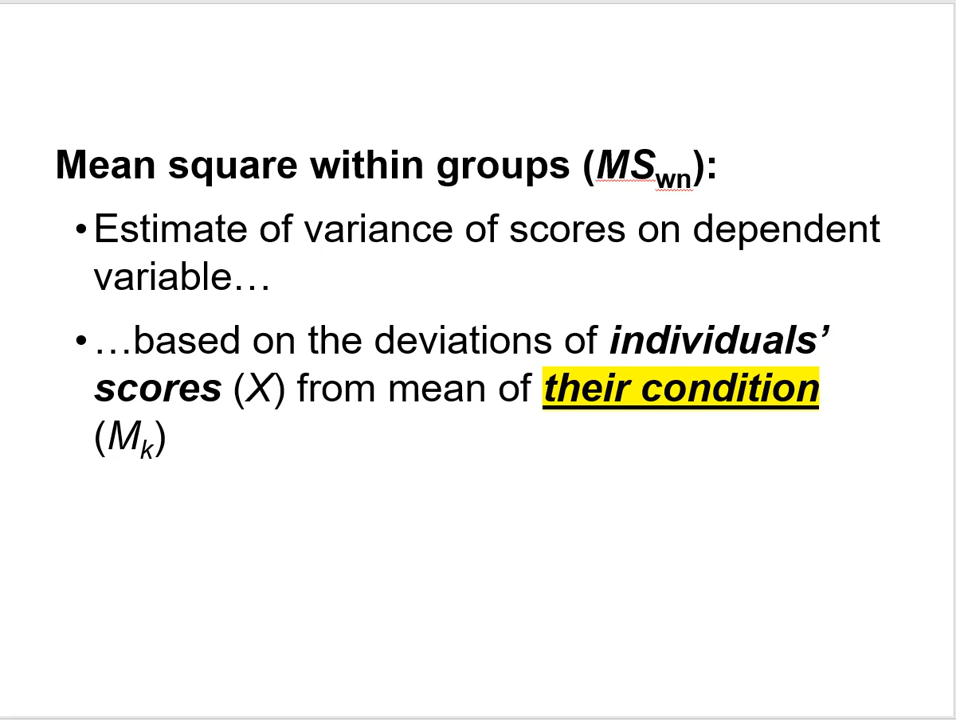 Mean square within groups (MSwn):
• Estimate of variance of scores on dependent
variable…
• …based on the deviations of individuals’
scores (X) from mean of their condition
(Mk)